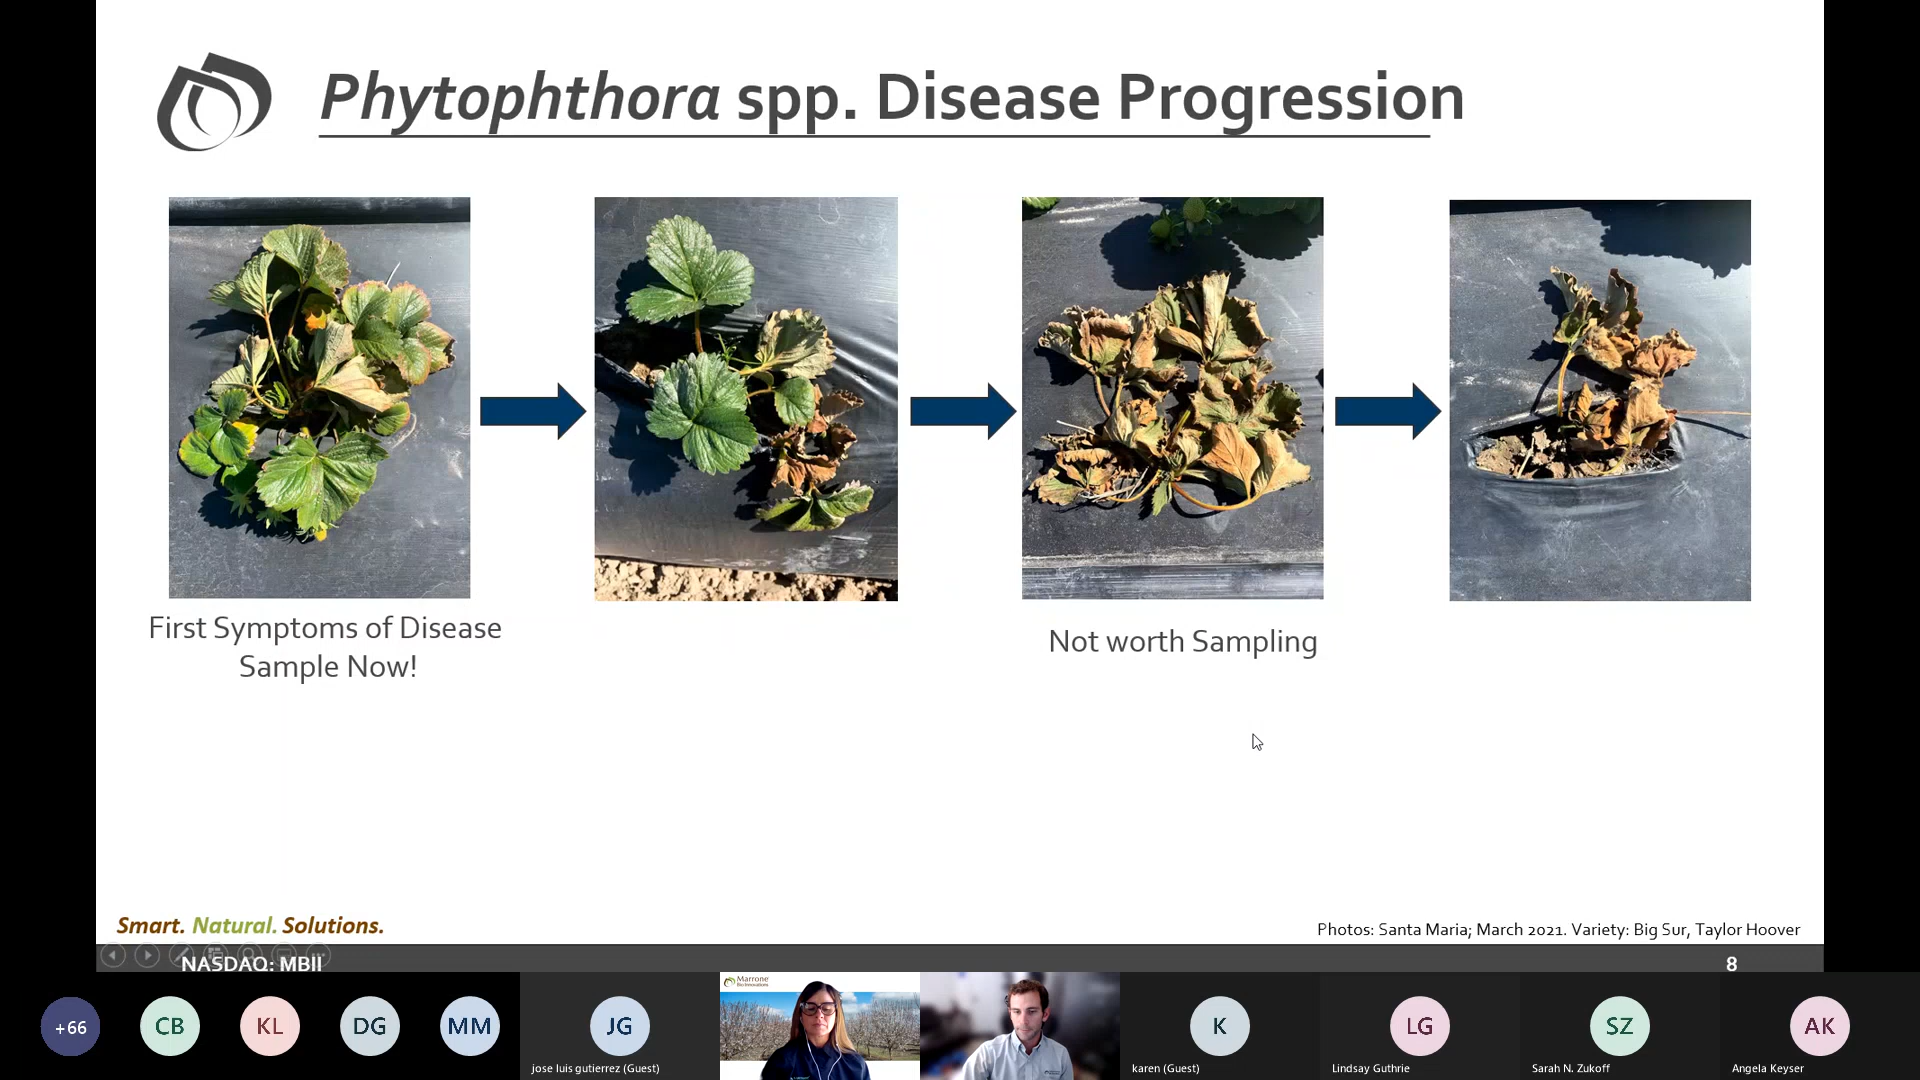 Phytophthora spp. Disease Progression
First Symptoms of Disease
Sample Now!
Not worth Sampling
Smart. Natural. Solutions.
Photos: Santa Maria; March 2021. Variety: Big Sur, Taylor Hoover
NASDAQ: MBII
8
+66
CB
KL
DG
MM
JG
jose luis gutierrez (Guest)
Marrone
Bio Innovations
K
karen (Guest)
LG
Lindsay Guthrie
SZ
Sarah N. Zukoff
AK
Angela Keyser